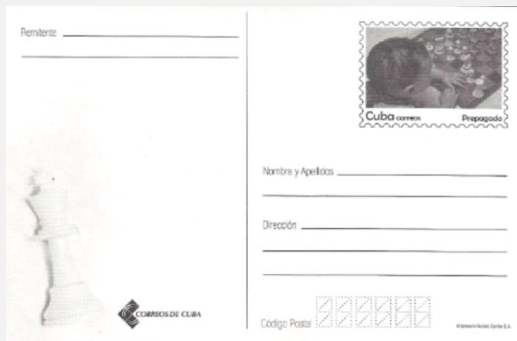 Remitente
Cuba correos
Prepagado
Nombre y Apellidos
Dirección
CORREOS DE CUBA
Código Postal